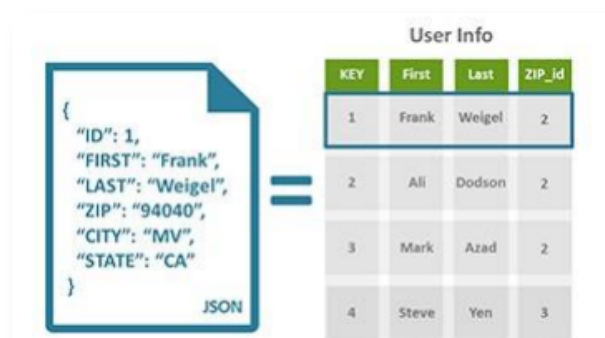 {
"ID": 1,
"FIRST": "Frank",
"LAST": "Weigel",
"ZIP": "94040",
"CITY": "MV",
"STATE": "CA"
}
JSON
=
User Info
KEY First Last ZIP_id
1 Frank Weigel 2
2 Ali Dodson 2
3 Mark Azad 2
4 Steve Yen 3